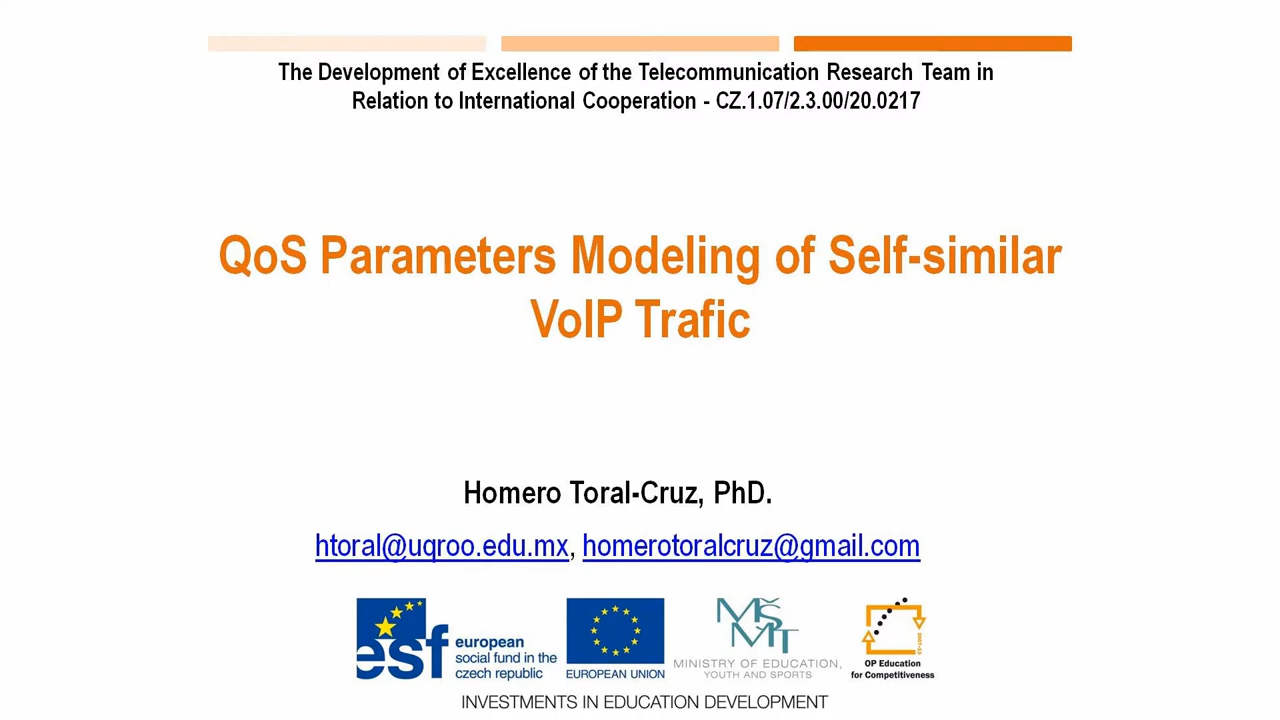 The Development of Excellence of the Telecommunication Research Team in
Relation to International Cooperation - CZ.1.07/2.3.00/20.0217
QoS Parameters Modeling of Self-similar
VoIP Trafic
Homero Toral-Cruz, PhD.
htoral@uqroo.edu.mx, homerotoralcruz@gmail.com
esf
european
social fund in the
czech republic
EUROPEAN UNION
MŠMT
MINISTRY OF EDUCATION,
YOUTH AND SPORTS
2007-13
OP Education
for Competitiveness
INVESTMENTS IN EDUCATION DEVELOPMENT